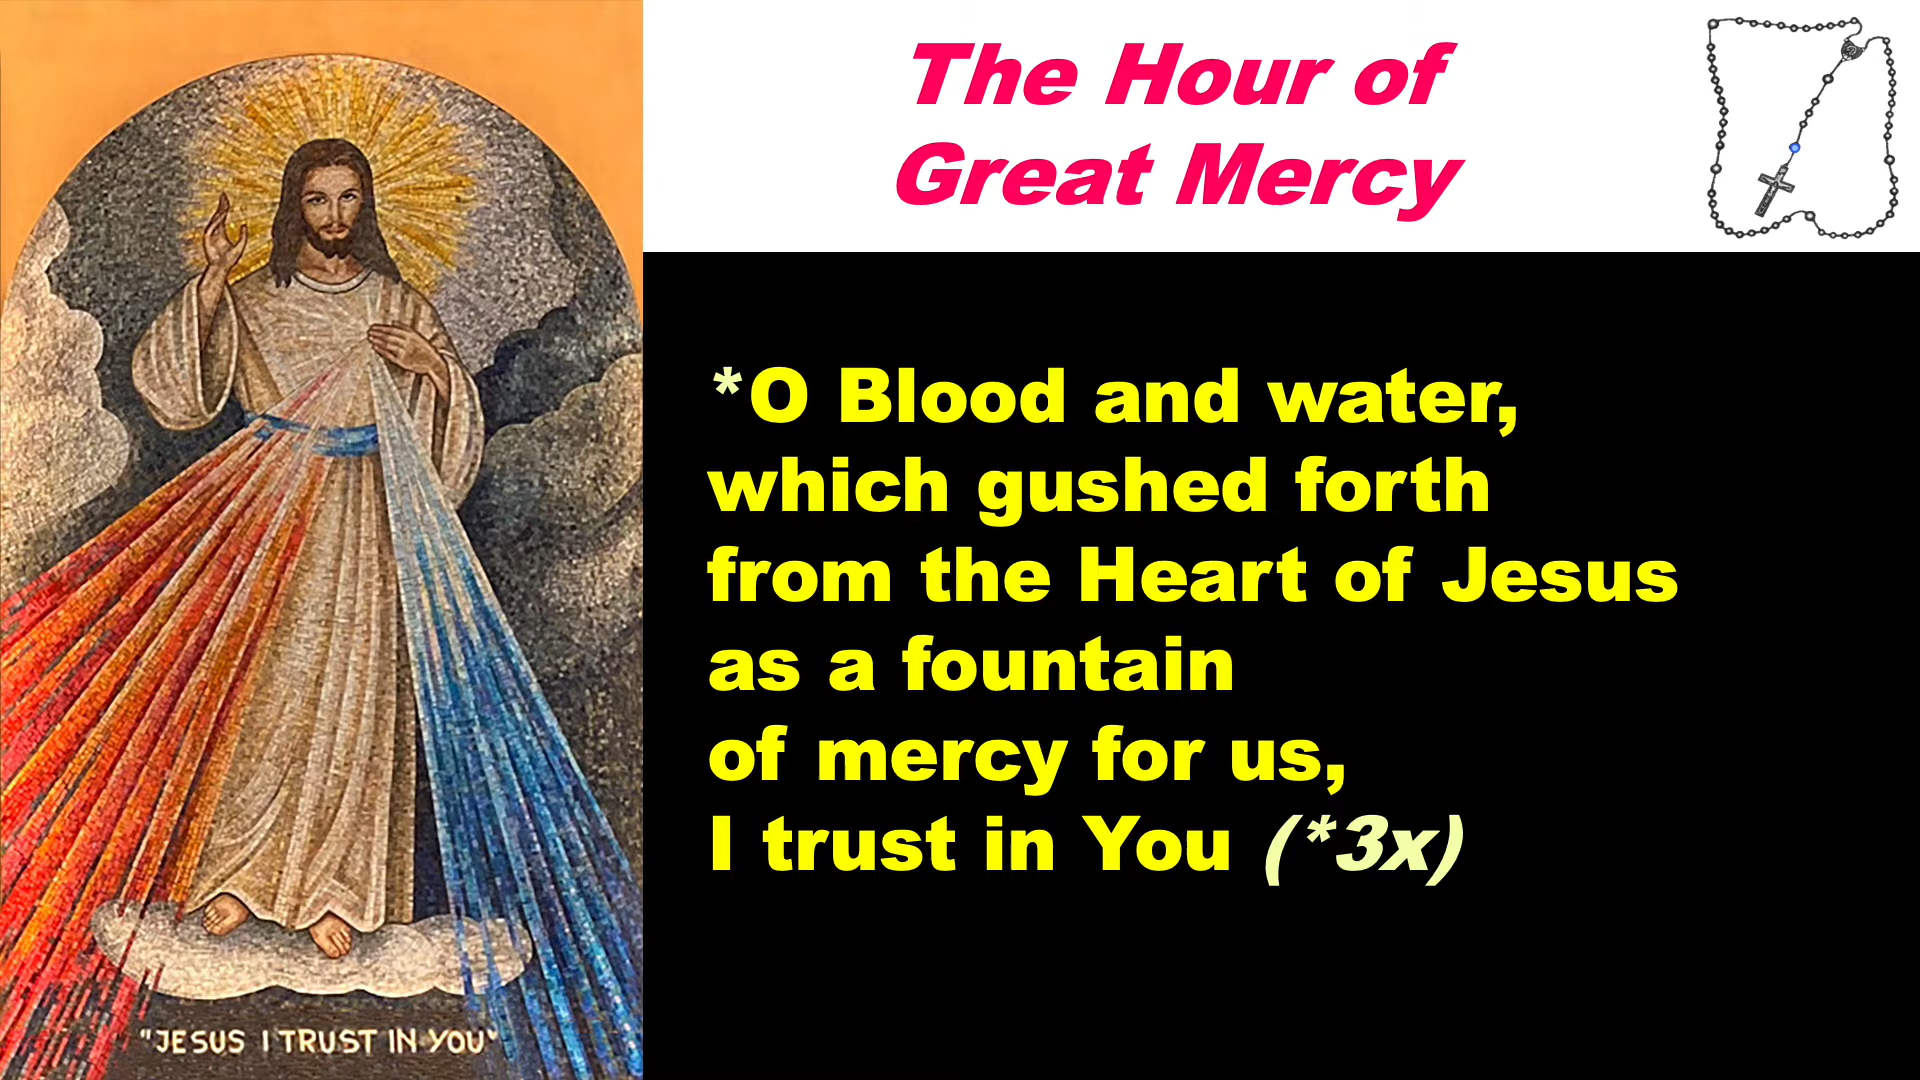 The Hour of
Great Mercy
*O Blood and water,
which gushed forth
from the Heart of Jesus
as a fountain
of mercy for us,
I trust in You (*3x)
"JESUS I TRUST IN YOU"